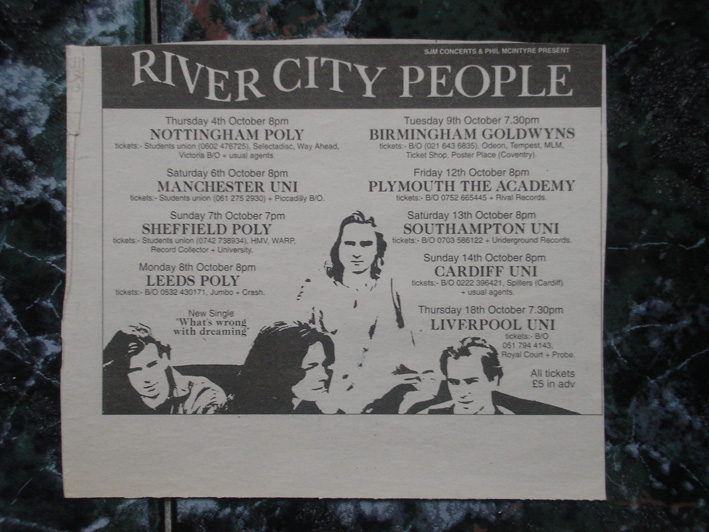 SJM CONCERTS & PHIL MCINTYRE PRESENT
RIVER CITY PEOPLE
Thursday 4th October 8pm
NOTTINGHAM POLY
tickets:- Students union (0602 476725), Selectadisc, Way Ahead,
Victoria B/O + usual agents
Saturday 6th October 8pm
MANCHESTER UNI
tickets:- Students union (061 275 2930) + Piccadilly B/O.
Sunday 7th October 7pm
SHEFFIELD POLY
tickets:- Students union (0742 738934), HMV, WARP,
Record Collector + University.
Monday 8th October 8pm
LEEDS POLY
tickets:- B/O 0532 430171, Jumbo + Crash.
New Single
'What's wrong
with dreaming'
Tuesday 9th October 7.30pm
BIRMINGHAM GOLDWYNS
tickets:- B/O (021 643 6835), Odeon, Tempest, MLM,
Ticket Shop, Poster Place (Coventry).
Friday 12th October 8pm
PLYMOUTH THE ACADEMY
tickets:- B/O 0752 665445 + Rival Records.
Saturday 13th October 8pm
SOUTHAMPTON UNI
tickets:- B/O 0703 586122 + Underground Records.
Sunday 14th October 8pm
CARDIFF UNI
tickets:- B/O 0222 396421, Spillers (Cardiff)
+ usual agents.
Thursday 18th October 7.30pm
LIVERPOOL UNI
tickets:- B/O
051 794 4143,
Royal Court + Probe.
All tickets
£5 in adv